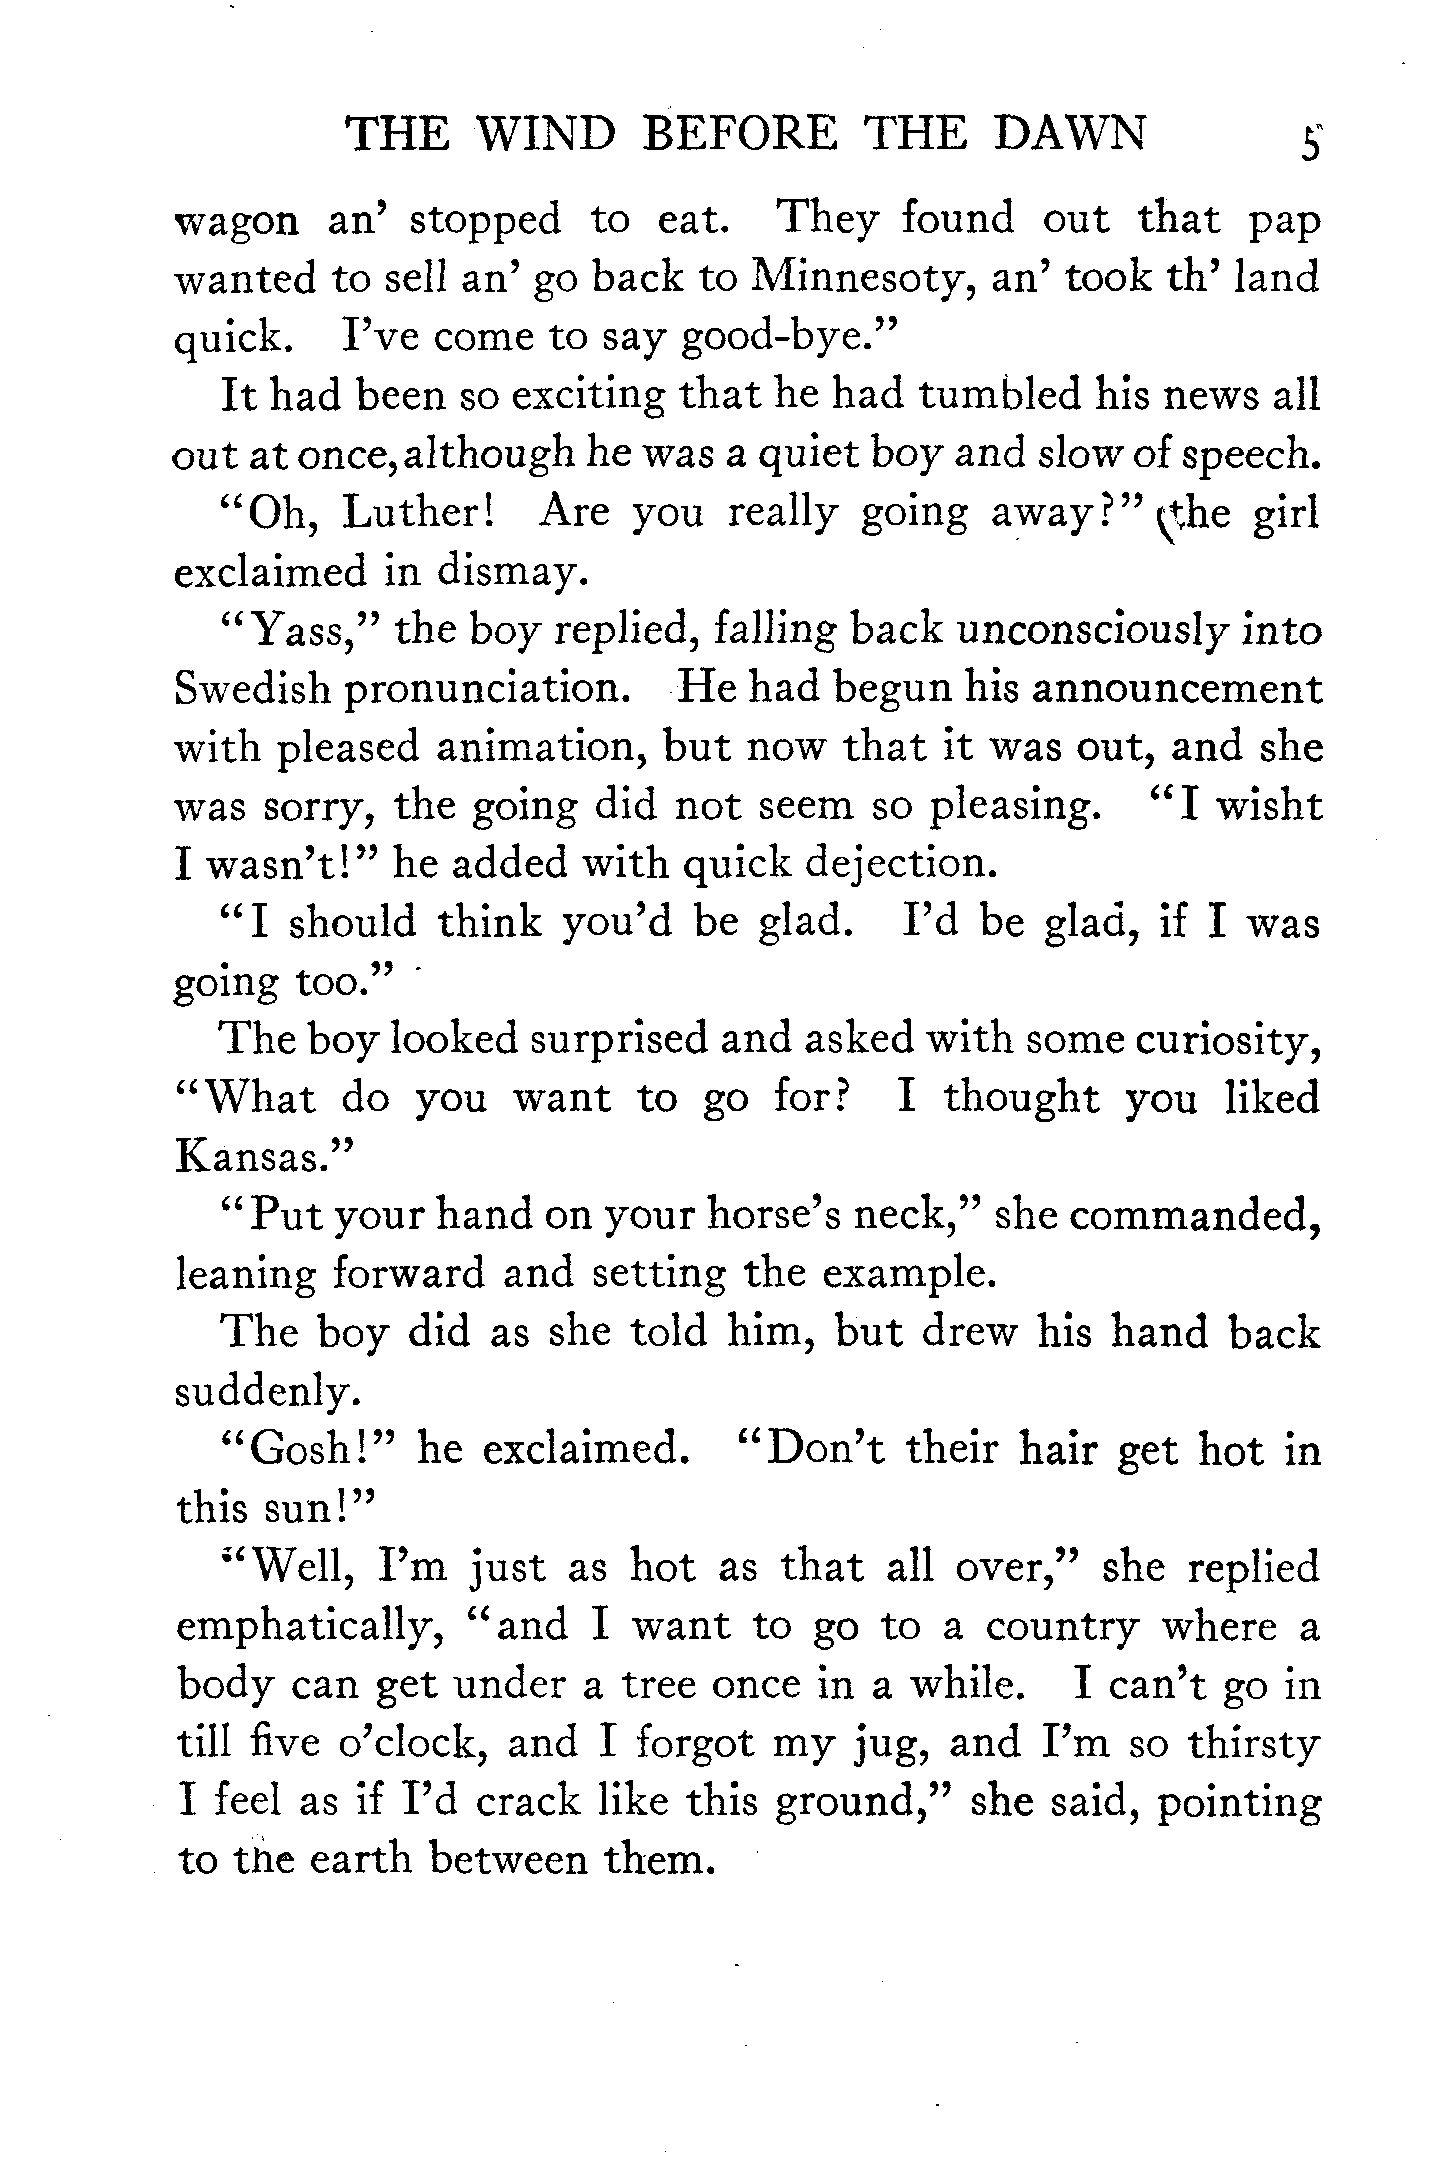 THE WIND BEFORE THE DAWN 5
wagon an' stopped to eat. They found out that pap
wanted to sell an' go back to Minnesoty, an' took th' land
quick. I've come to say good-bye."
It had been so exciting that he had tumbled his news all
out at once, although he was a quiet boy and slow of speech.
"Oh, Luther! Are you really going away?" the girl
exclaimed in dismay.
"Yass," the boy replied, falling back unconsciously into
Swedish pronunciation. He had begun his announcement
with pleased animation, but now that it was out, and she
was sorry, the going did not seem so pleasing. "I wisht
I wasn't!" he added with quick dejection.
"I should think you'd be glad. I'd be glad, if I was
going too."
The boy looked surprised and asked with some curiosity,
"What do you want to go for? I thought you liked
Kansas."
"Put your hand on your horse's neck," she commanded,
leaning forward and setting the example.
The boy did as she told him, but drew his hand back
suddenly.
"Gosh!" he exclaimed. "Don't their hair get hot in
this sun!"
"Well, I'm just as hot as that all over," she replied
emphatically, "and I want to go to a country where a
body can get under a tree once in a while. I can't go in
till five o'clock, and I forgot my jug, and I'm so thirsty
I feel as if I'd crack like this ground," she said, pointing
to the earth between them.